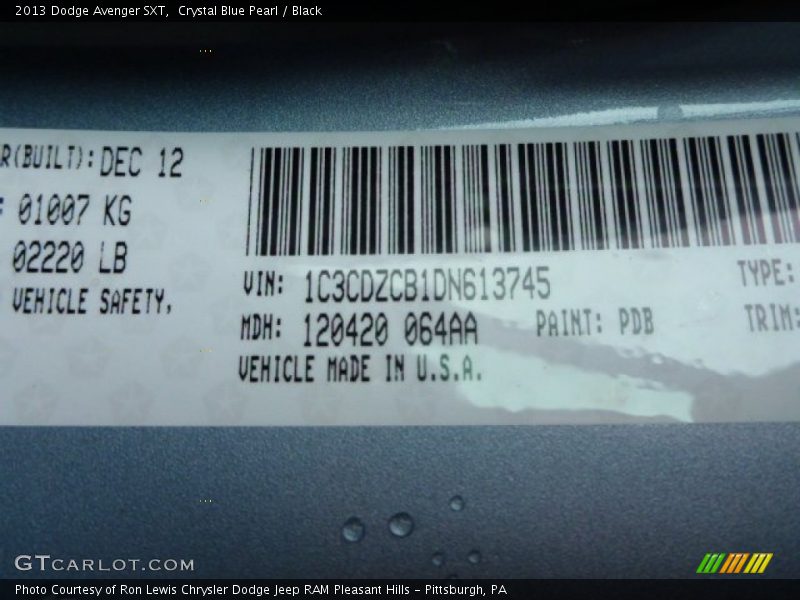 2013 Dodge Avenger SXT, Crystal Blue Pearl / Black
R(BUILT): DEC 12
: 01007 KG
02220 LB
VEHICLE SAFETY,
VIN: 1C3CDZCB1DN613745
TYPE:
MDH: 120420 064AA
PAINT: PDB
TRIM:
VEHICLE MADE IN U.S.A.
GTCARLOT.COM
Photo Courtesy of Ron Lewis Chrysler Dodge Jeep RAM Pleasant Hills - Pittsburgh, PA